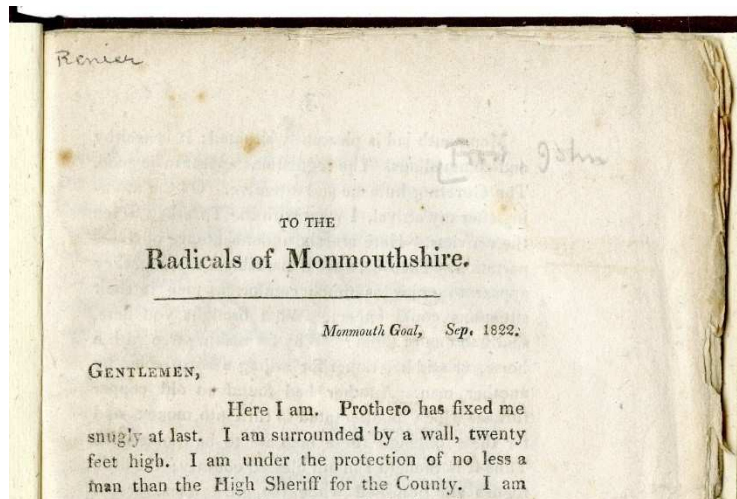 Renier
John
TO THE
Radicals of Monmouthshire.
Monmouth Goal, Sep. 1822.
GENTLEMEN,
Here I am. Prothero has fixed me
snugly at last. I am surrounded by a wall, twenty
feet high. I am under the protection of no less a
man than the High Sheriff for the County. I am